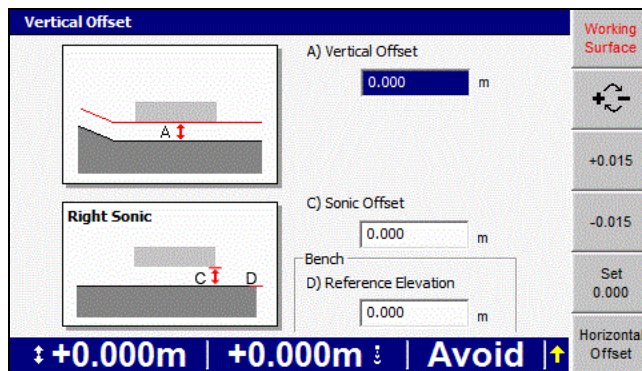 Vertical Offset
A
A) Vertical Offset
0.000 m
Right Sonic
C D
C) Sonic Offset
0.000 m
Bench
D) Reference Elevation
0.000 m
Working
Surface
+0.015
-0.015
Set
0.000
Horizontal
Offset
+0.000m | +0.000m | Avoid